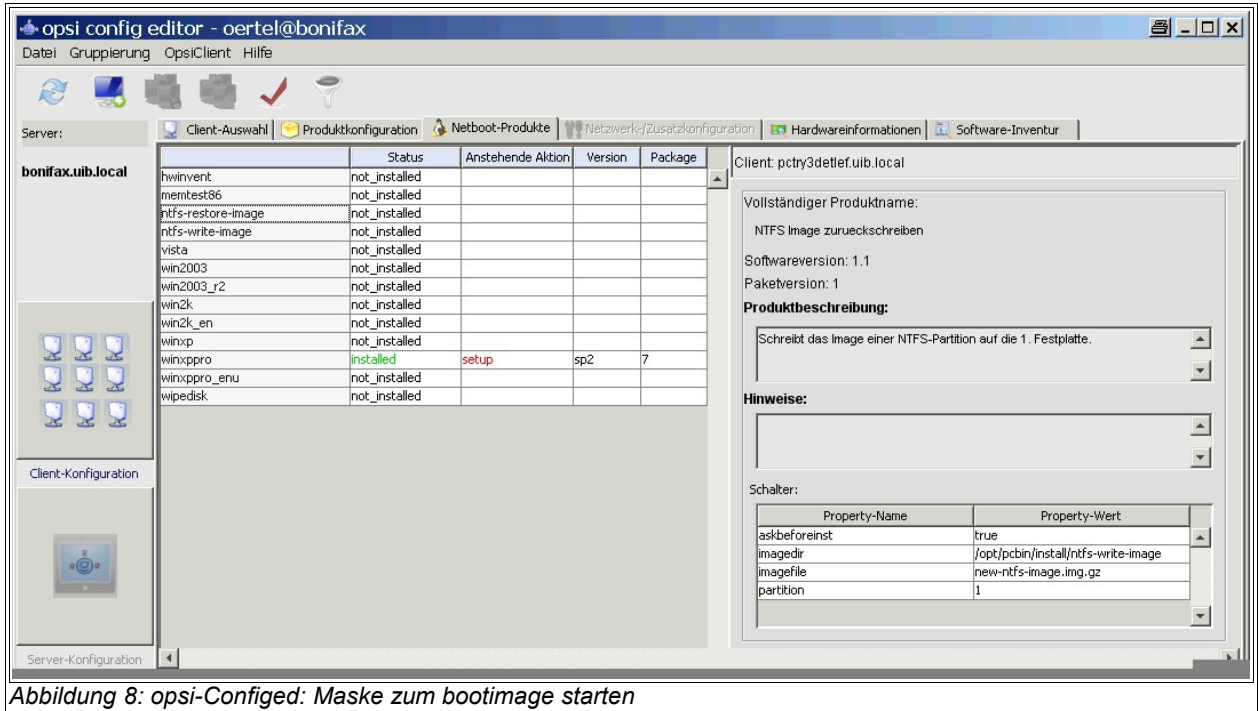 opsi config editor - oertel@bonifax
Datei Gruppierung OpsiClient Hilfe
Server:
Client-Auswahl Produktkonfiguration Netboot-Produkte Netzwerk-/Zusatzkonfiguration Hardwareinformationen Software-Inventur
bonifax.uib.local
Status Anstehende Aktion Version Package
hwinvent not_installed
memtest86 not_installed
ntfs-restore-image not_installed
ntfs-write-image not_installed
vista not_installed
win2003 not_installed
win2003_r2 not_installed
win2k not_installed
win2k_en not_installed
winxp not_installed
winxppro installed setup sp2 7
winxppro_enu not_installed
wipedisk not_installed
Client-Konfiguration
Server-Konfiguration
Client: pctry3detlef.uib.local
Vollständiger Produktname:
NTFS Image zurueckschreiben
Softwareversion: 1.1
Paketversion: 1
Produktbeschreibung:
Schreibt das Image einer NTFS-Partition auf die 1. Festplatte.
Hinweise:
Schalter:
Property-Name Property-Wert
askbeforeinst true
imagedir /opt/pcbin/install/ntfs-write-image
imagefile new-ntfs-image.img.gz
partition 1
Abbildung 8: opsi-Configed: Maske zum bootimage starten